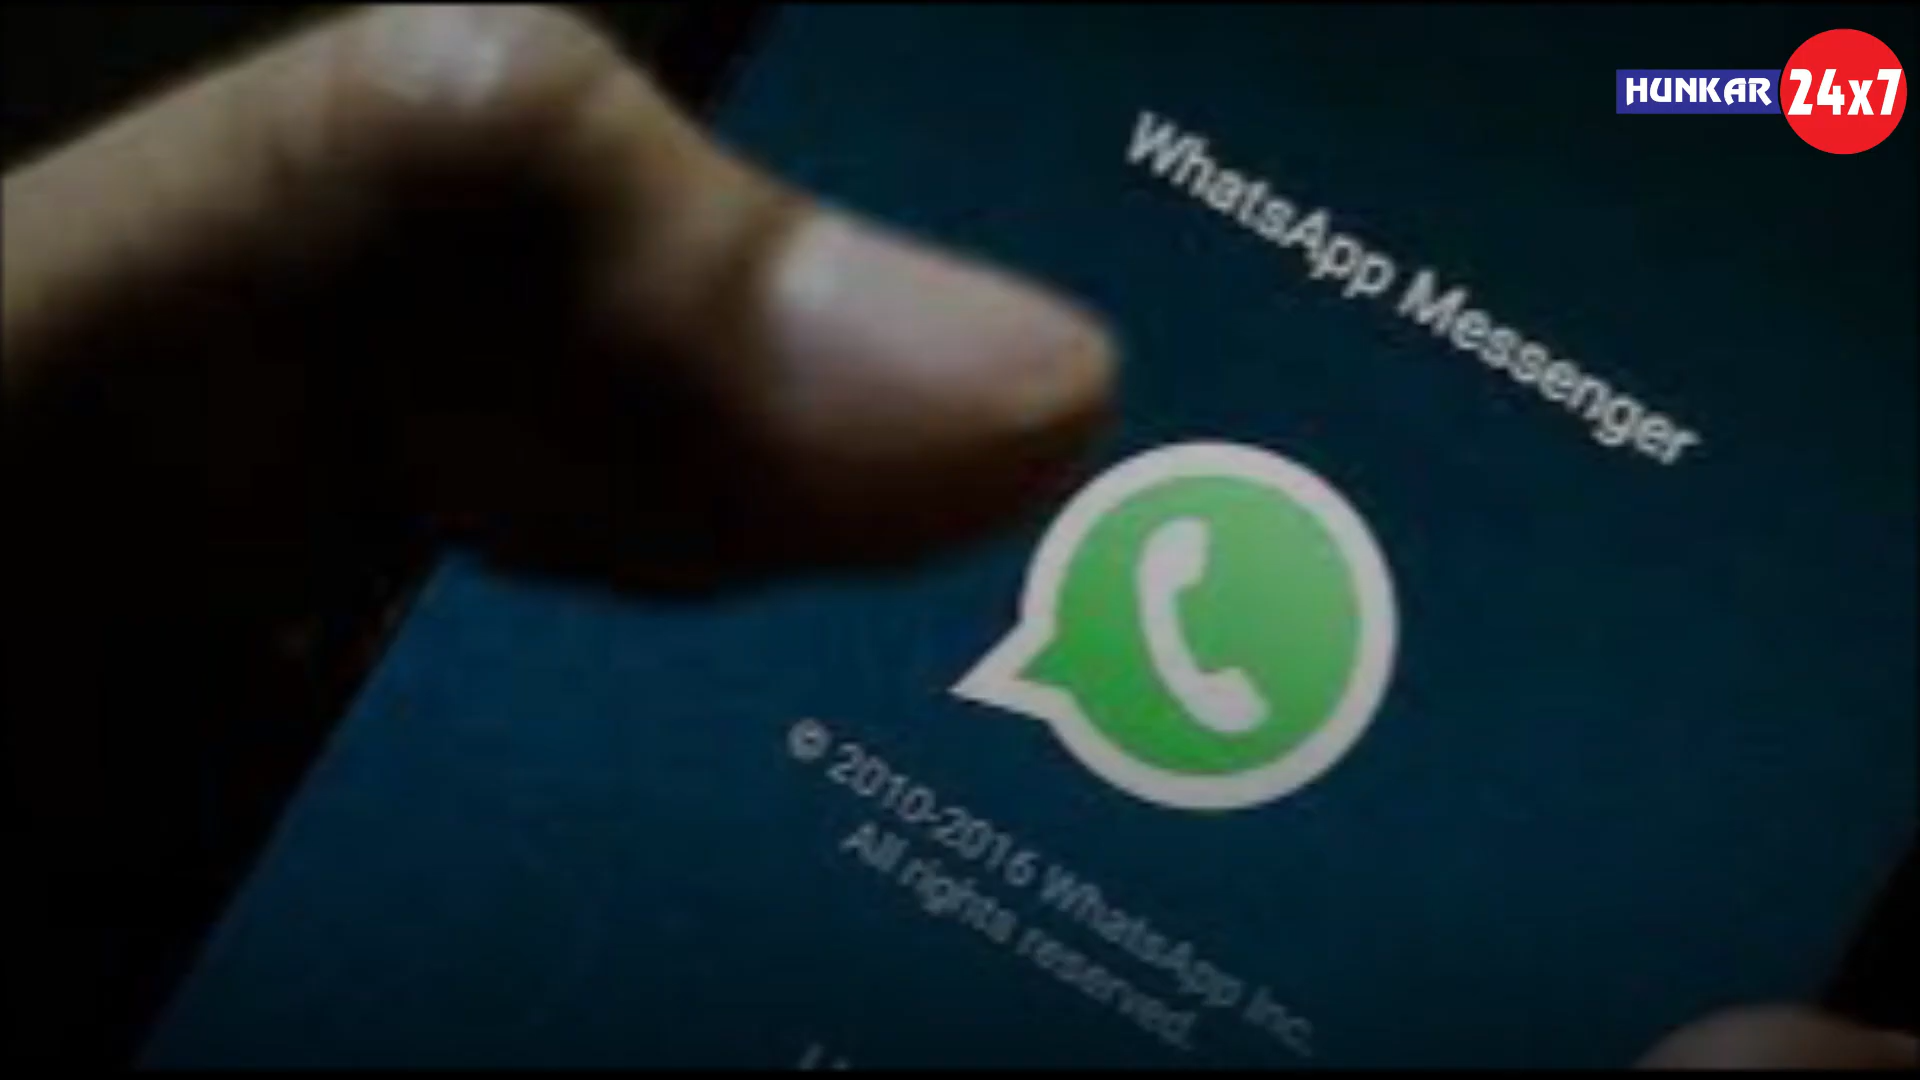 HUNKAR 24x7
WhatsApp Messenger
© 2010-2016 WhatsApp Inc.
All rights reserved.